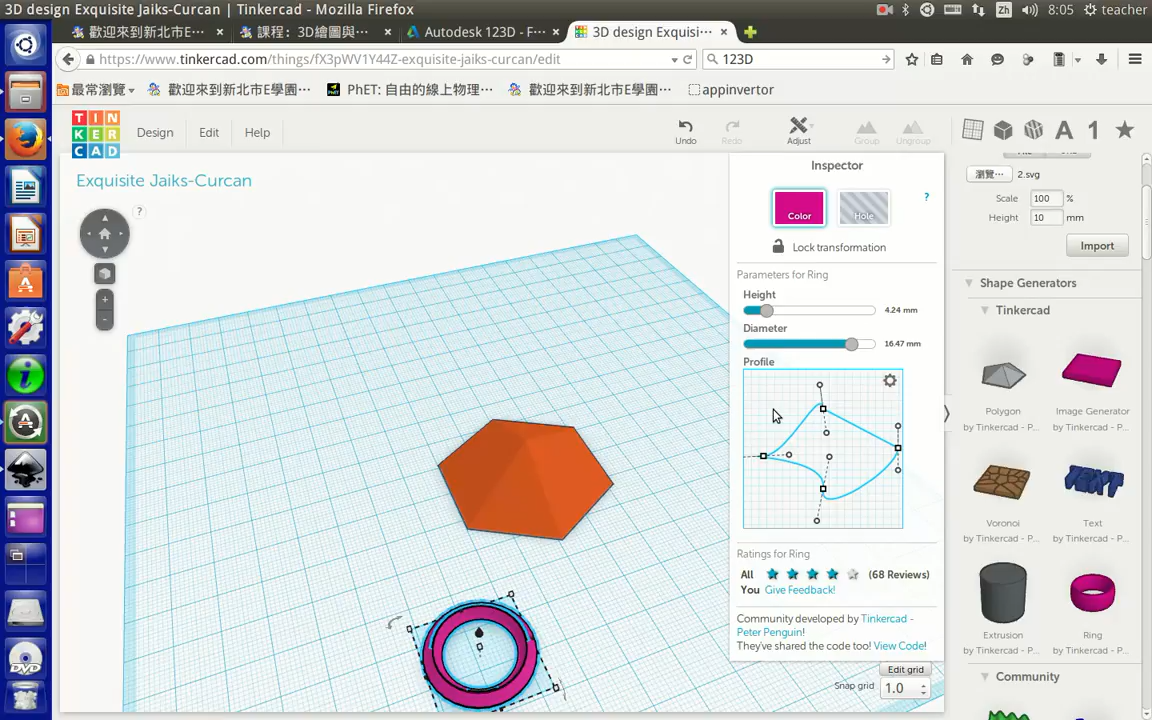 3D design Exquisite Jaiks-Curcan | Tinkercad - Mozilla Firefox
Zh
8:05
teacher
歡迎來到新北市E…
課程：3D繪圖與…
Autodesk 123D - F…
3D design Exquisi…
https://www.tinkercad.com/things/fX3pWV1Y44Z-exquisite-jaiks-curcan/edit
123D
最常瀏覽
歡迎來到新北市E學園…
PhET: 自由的線上物理…
歡迎來到新北市E學園…
appinvertor
TIN
KER
CAD
Design
Edit
Help
Undo
Redo
Adjust
Group
Ungroup
Exquisite Jaiks-Curcan
?
Inspector
Color
Hole
?
Lock transformation
Parameters for Ring
Height
4.24 mm
Diameter
16.47 mm
Profile
Ratings for Ring
All
(68 Reviews)
You Give Feedback!
Community developed by Tinkercad -
Peter Penguin!
They've shared the code too! View Code!
Edit grid
Snap grid 1.0
瀏覽… 2.svg
Scale 100 %
Height 10 mm
Import
Shape Generators
Tinkercad
Polygon
by Tinkercad - P...
Image Generator
by Tinkercad - P...
Voronoi
by Tinkercad - P...
TEXT
Text
by Tinkercad - P...
Extrusion
by Tinkercad - P...
Ring
by Tinkercad - P...
Community
DVD